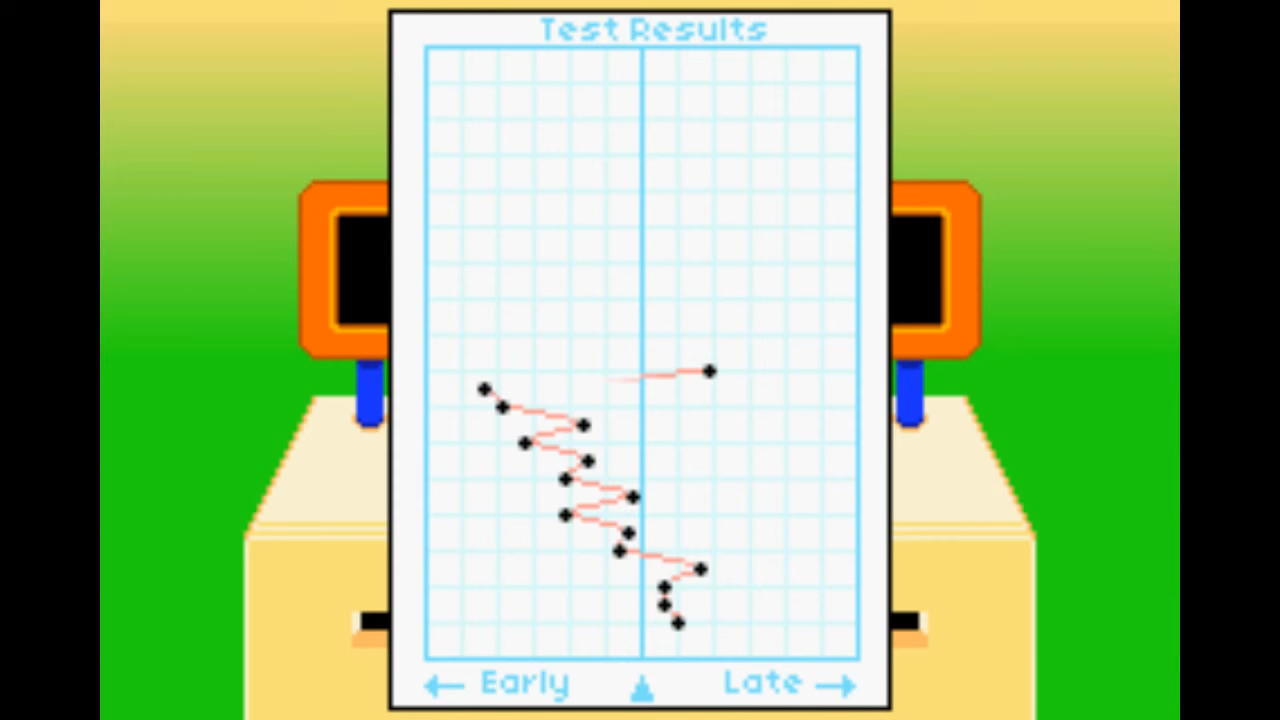 Test Results
← Early
Late →